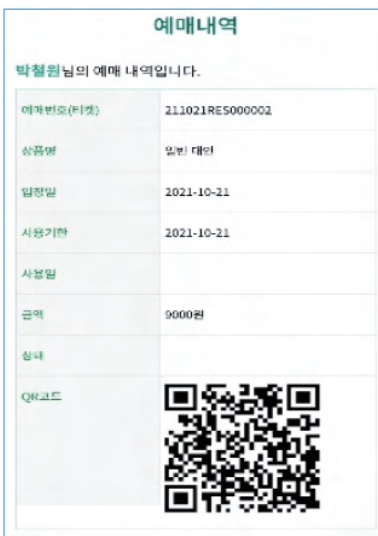 예매내역
박철원님의 예매 내역입니다.
예매번호(티켓) 211021RES000002
상품명 일반 대인
입장일 2021-10-21
사용기한 2021-10-21
사용일
금액 9000원
상태
QR코드